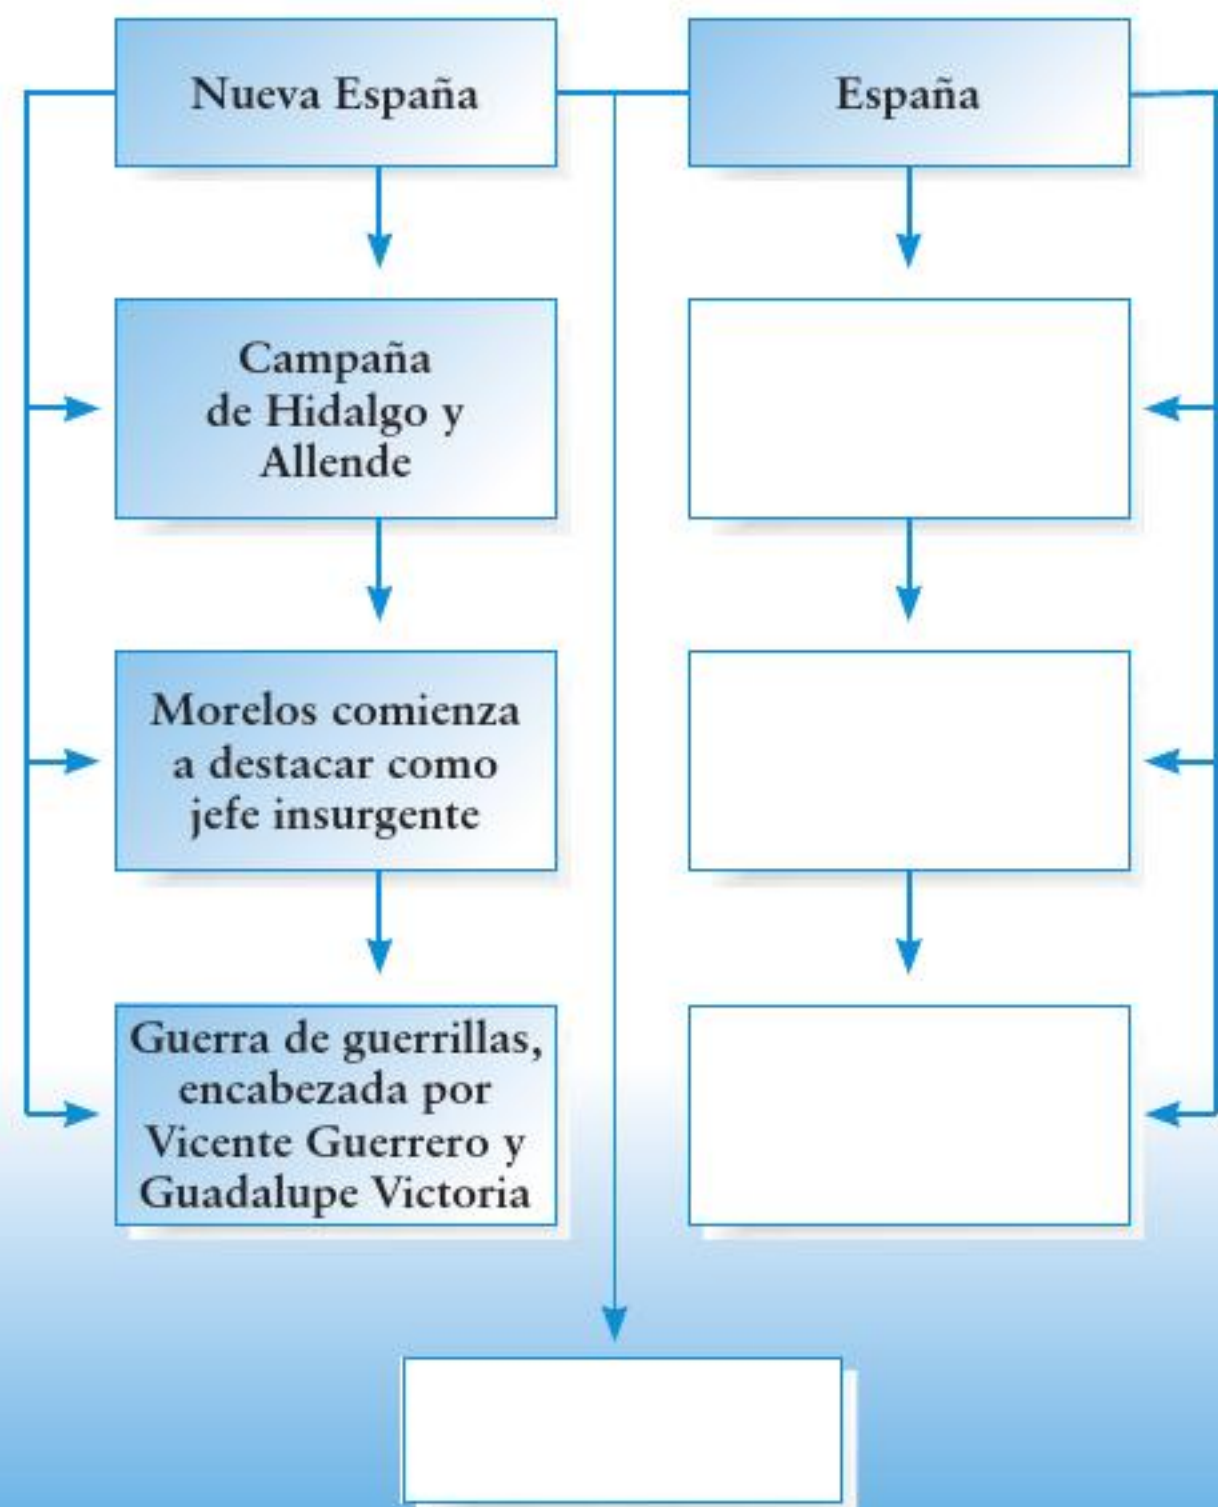 Nueva España
España
Campaña
de Hidalgo y
Allende
Morelos comienza
a destacar como
jefe insurgente
Guerra de guerrillas,
encabezada por
Vicente Guerrero y
Guadalupe Victoria